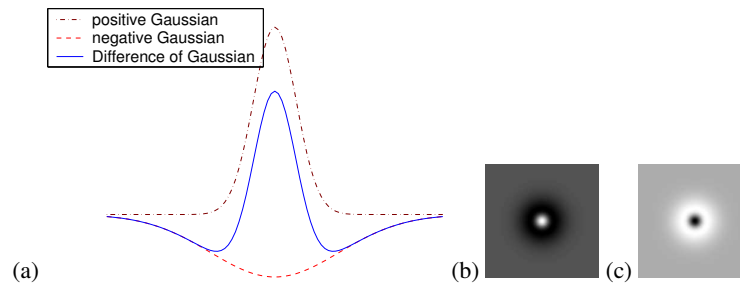 positive Gaussian
negative Gaussian
Difference of Gaussian
(a)
(b)
(c)